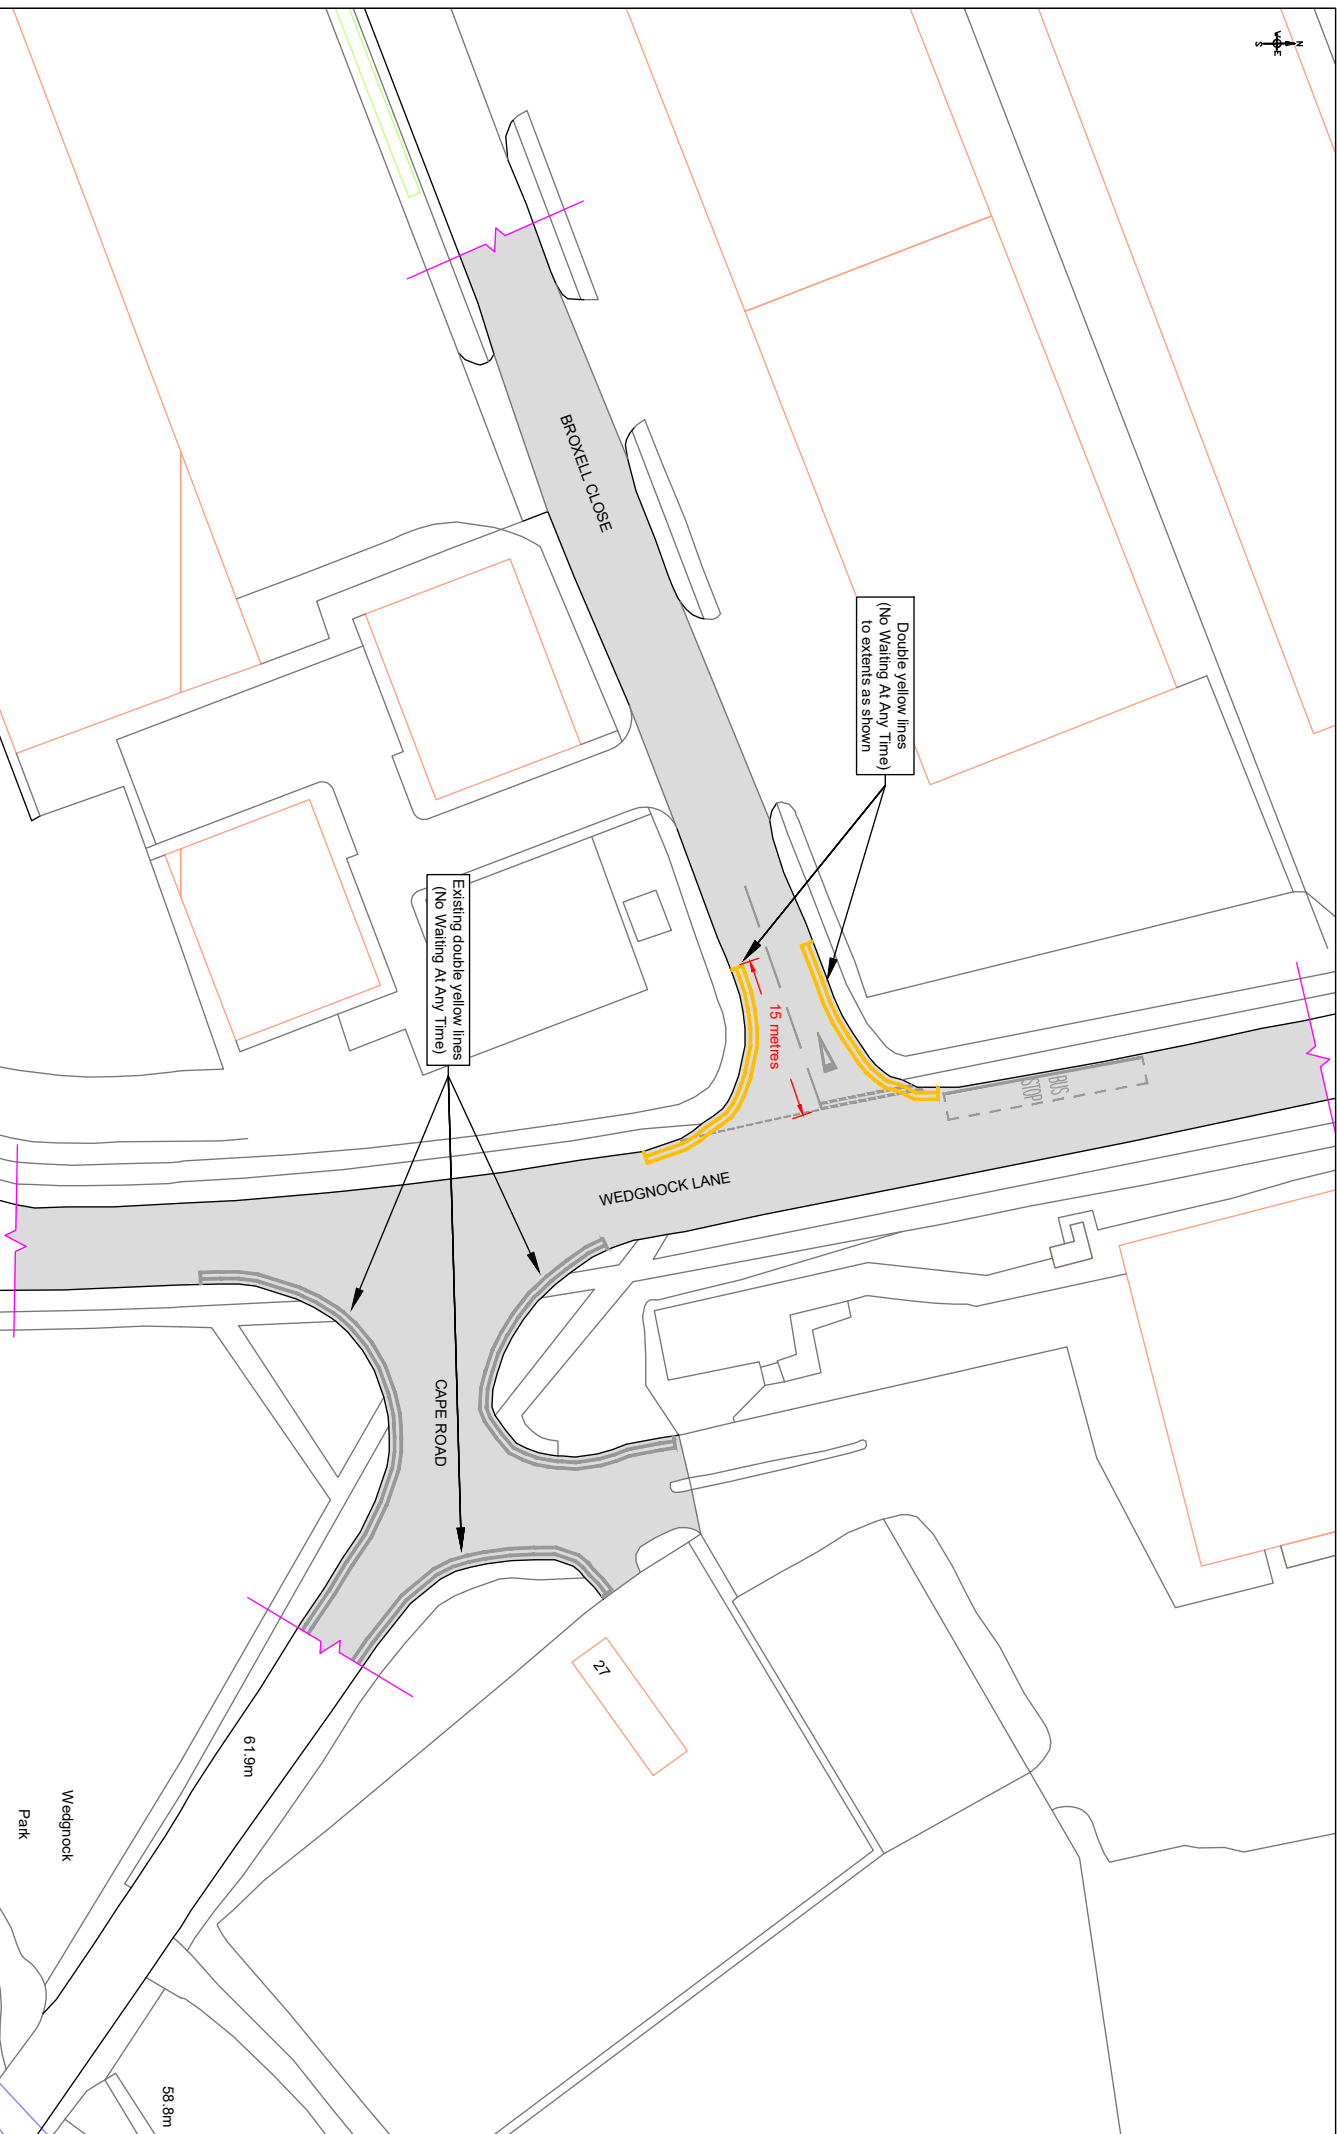 N
W E
S
BROXELL CLOSE
Double yellow lines
(No Waiting At Any Time)
to extents as shown
15 metres
BUS
STOP
WEDGNOCK LANE
Existing double yellow lines
(No Waiting At Any Time)
CAPE ROAD
27
61.9m
Wedgnock
Park
58.8m